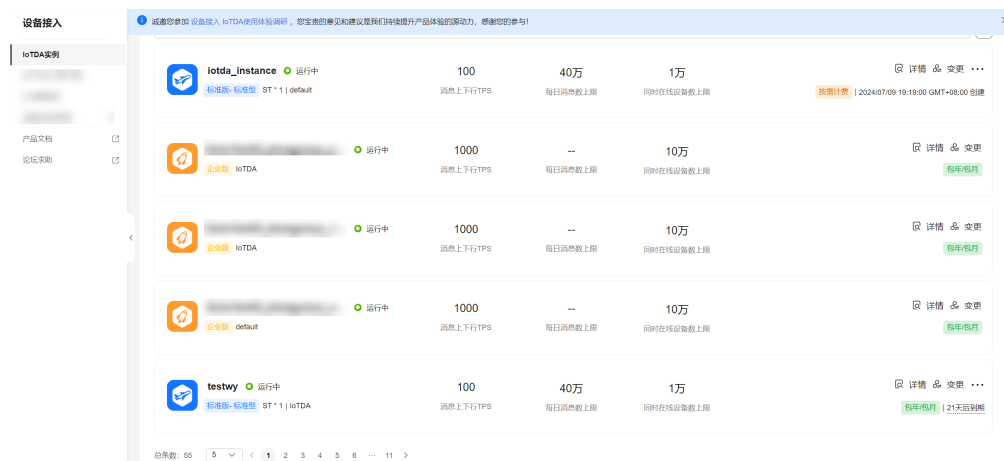 设备接入
诚邀您参加 设备接入 IoTDA使用体验调研 ，您宝贵的意见和建议是我们持续提升产品体验的源动力，感谢您的参与！
IoTDA实例
产品文档
论坛求助
iotda_instance 运行中
标准版- 标准型 ST * 1 | default
100
消息上下行TPS
40万
每日消息数上限
1万
同时在线设备数上限
详情 变更 ···
按需计费 | 2024/07/09 19:19:00 GMT+08:00 创建
运行中
企业版 IoTDA
1000
消息上下行TPS
--
每日消息数上限
10万
同时在线设备数上限
详情 变更
包年/包月
运行中
企业版 IoTDA
1000
消息上下行TPS
--
每日消息数上限
10万
同时在线设备数上限
详情 变更
包年/包月
运行中
企业版 default
1000
消息上下行TPS
--
每日消息数上限
10万
同时在线设备数上限
详情 变更
包年/包月
testwy 运行中
标准版- 标准型 ST * 1 | IoTDA
100
消息上下行TPS
40万
每日消息数上限
1万
同时在线设备数上限
详情 变更 ···
包年/包月 | 21天后到期
总条数: 55 5 < 1 2 3 4 5 6 ··· 11 >